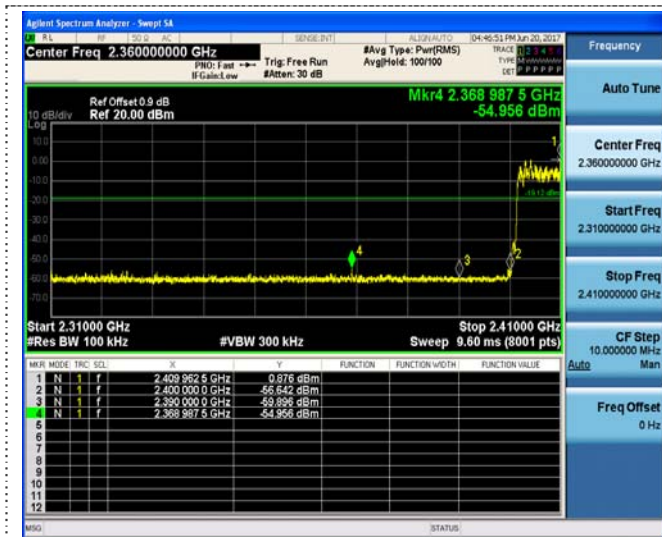 Agilent Spectrum Analyzer - Swept SA
RL RF 50 Ω AC SENSE:INT ALIGN AUTO 04:46:51 PM Jun 20, 2017
Center Freq 2.360000000 GHz
PNO: Fast
IFGain:Low
Trig: Free Run
#Atten: 30 dB
#Avg Type: Pwr(RMS)
Avg|Hold: 100/100
TRACE 1 2 3 4 5 6
TYPE M
DET P P P P P P
Ref Offset 0.9 dB
10 dB/div Ref 20.00 dBm
Log
Mkr4 2.368 987 5 GHz
-54.956 dBm
10.0
0.00
-10.0
-20.0
-30.0
-40.0
-50.0
-60.0
-70.0
1
4
3
2
Start 2.31000 GHz Stop 2.41000 GHz
#Res BW 100 kHz #VBW 300 kHz Sweep 9.60 ms (8001 pts)
MKR MODE TRC SCL X Y FUNCTION FUNCTION WIDTH FUNCTION VALUE
1 N 1 f 2.409 962 5 GHz 0.876 dBm
2 N 1 f 2.400 000 0 GHz -56.642 dBm
3 N 1 f 2.390 000 0 GHz -59.896 dBm
4 N 1 f 2.368 987 5 GHz -54.956 dBm
5
6
7
8
9
10
11
12
MSG STATUS
Frequency
Auto Tune
Center Freq
2.360000000 GHz
Start Freq
2.310000000 GHz
Stop Freq
2.410000000 GHz
CF Step
10.000000 MHz
Auto Man
Freq Offset
0 Hz